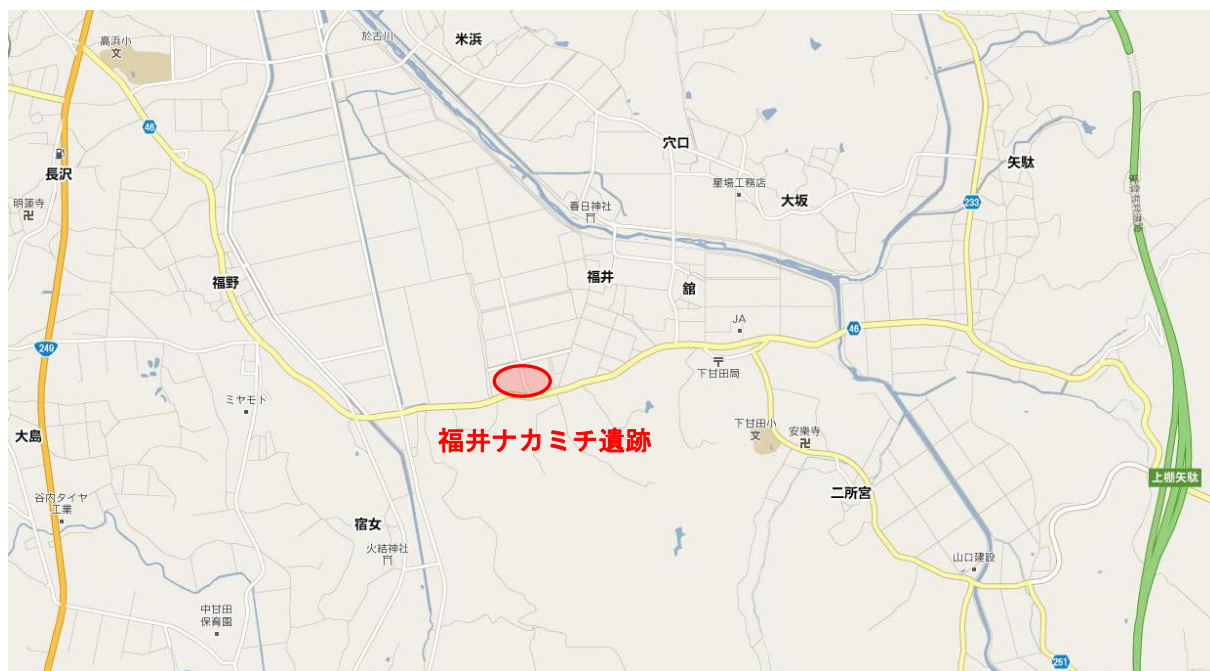 高浜小
文
於古川
米浜
46
長沢
明蓮寺
卍
穴口
星場工務店
大坂
矢駄
233
春日神社
福井
舘
福野
249
JA
46
〒
下甘田局
ミヤモト
大島
福井ナカミチ遺跡
下甘田小
文
安樂寺
卍
二所宮
上棚矢駄
谷内タイヤ
工業
宿女
火結神社
山口建設
中甘田
保育園
261